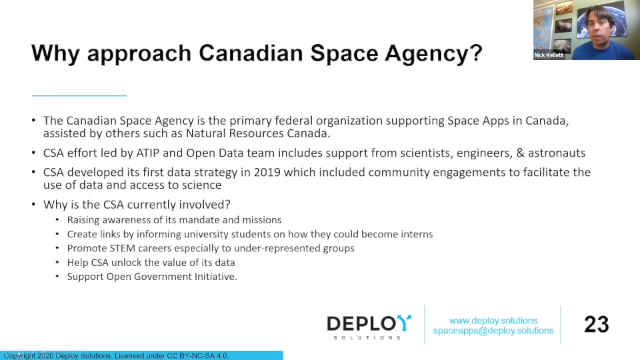 Why approach Canadian Space Agency?
Nick Kellett
• The Canadian Space Agency is the primary federal organization supporting Space Apps in Canada,
assisted by others such as Natural Resources Canada.
• CSA effort led by ATIP and Open Data team includes support from scientists, engineers, & astronauts
• CSA developed its first data strategy in 2019 which included community engagements to facilitate the
use of data and access to science
• Why is the CSA currently involved?
• Raising awareness of its mandate and missions
• Create links by informing university students on how they could become interns
• Promote STEM careers especially to under-represented groups
• Help CSA unlock the value of its data
• Support Open Government Initiative.
DEPLOY
SOLUTIONS
www.deploy.solutions
spaceapps@deploy.solutions
23
Copyright 2020 Deploy Solutions. Licensed under CC BY-NC-SA 4.0.